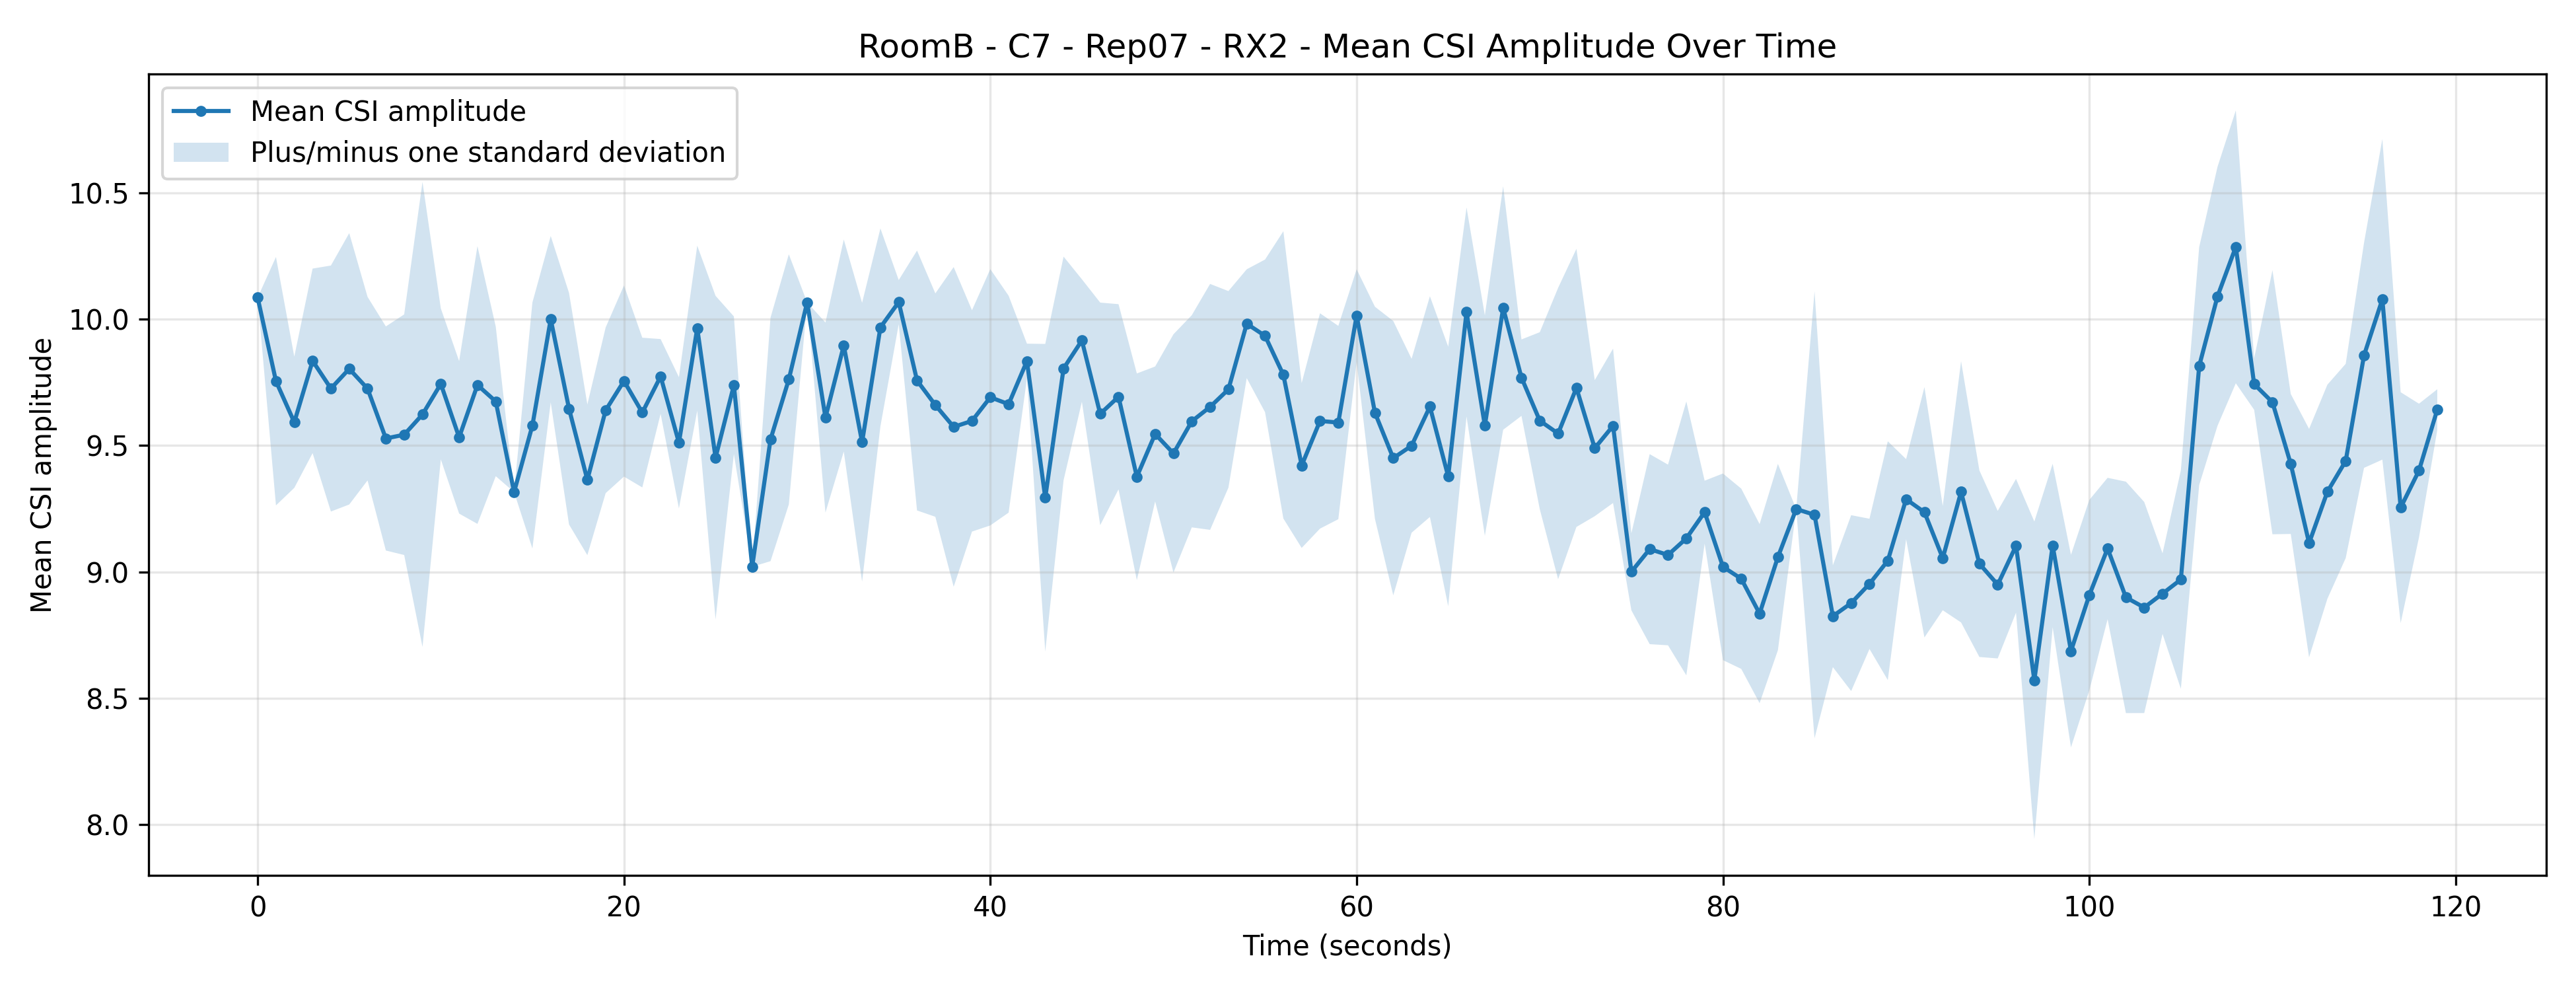 RoomB - C7 - Rep07 - RX2 - Mean CSI Amplitude Over Time
Mean CSI amplitude
Plus/minus one standard deviation
Mean CSI amplitude
10.5
10.0
9.5
9.0
8.5
8.0
0 20 40 60 80 100 120
Time (seconds)